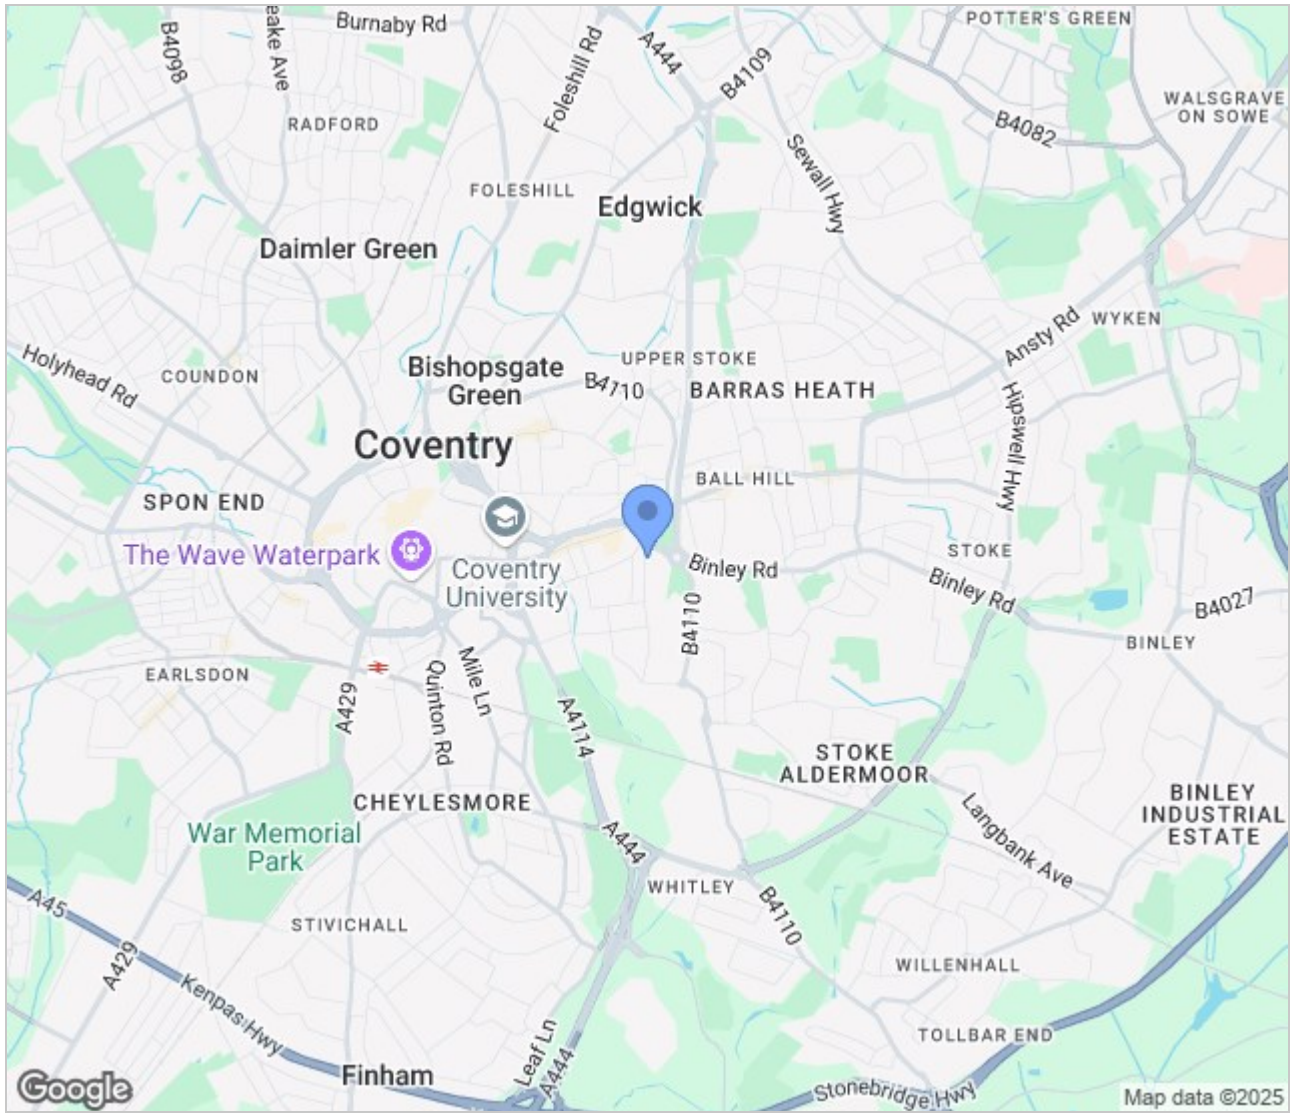 Burnaby Rd
POTTER'S GREEN
B4098
eake Ave
Foleshill Rd
A444
B4109
WALSGRAVE
ON SOWE
RADFORD
B4082
Sewall Hwy
FOLESHILL
Edgwick
Daimler Green
WYKEN
Ansty Rd
Holyhead Rd
COUNDON
Bishopsgate
Green
UPPER STOKE
B4110
BARRAS HEATH
Hipswell Hwy
Coventry
BALL HILL
SPON END
The Wave Waterpark
Coventry
University
Binley Rd
STOKE
Binley Rd
B4027
BINLEY
B4110
EARLSDON
A429
Quinton Rd
Mile Ln
A4114
STOKE
ALDERMOOR
CHEYLESMORE
War Memorial
Park
A444
Langbank Ave
BINLEY
INDUSTRIAL
ESTATE
WHITLEY
B4110
A45
STIVICHALL
A429
WILLENHALL
Kenpas Hwy
TOLLBAR END
Leaf Ln
A444
Finham
Stonebridge Hwy
Google
Map data ©2025